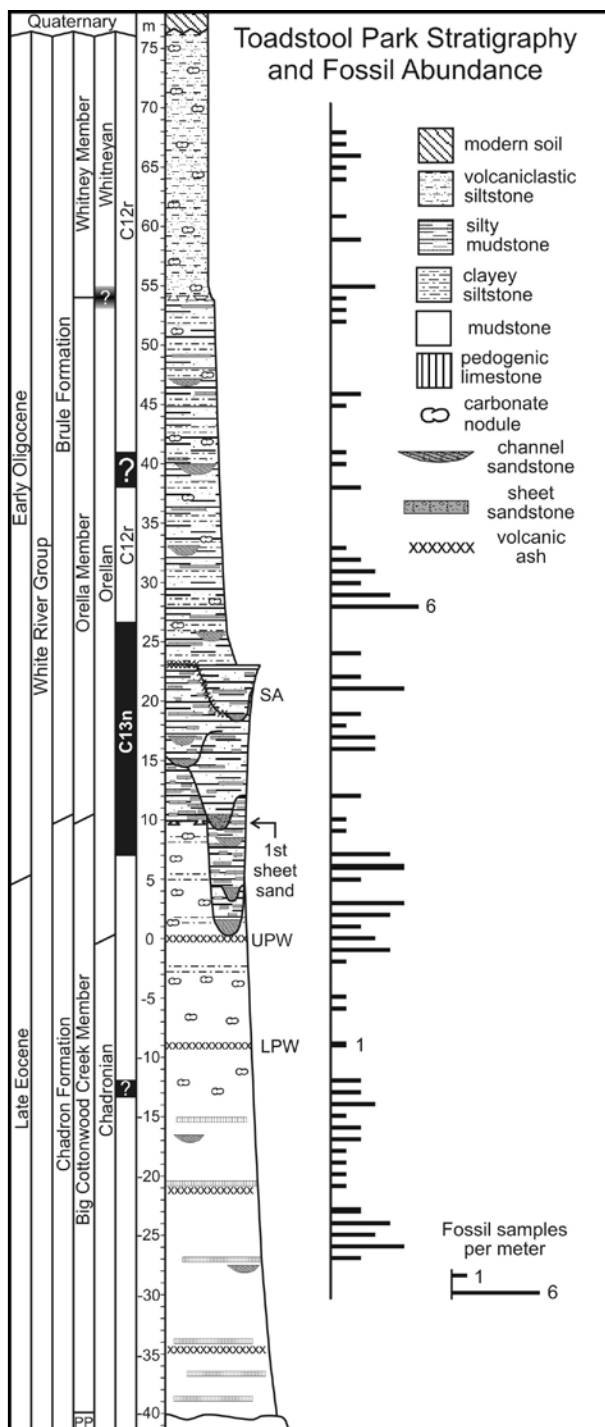 Toadstool Park Stratigraphy
and Fossil Abundance
Quaternary
m
75
70
65
60
55
50
45
40
35
30
25
20
15
10
5
0
-5
-10
-15
-20
-25
-30
-35
-40
Early Oligocene
Late Eocene
White River Group
Brule Formation
Chadron Formation
Whitney Member
Orella Member
Big Cottonwood Creek Member
PP
Whitneyan
?
Orellan
Chadronian
C12r
?
C12r
C13n
?
SA
1st
sheet
sand
UPW
LPW
6
1
modern soil
volcaniclastic
siltstone
silty
mudstone
clayey
siltstone
mudstone
pedogenic
limestone
carbonate
nodule
channel
sandstone
sheet
sandstone
volcanic
ash
Fossil samples
per meter
1
6